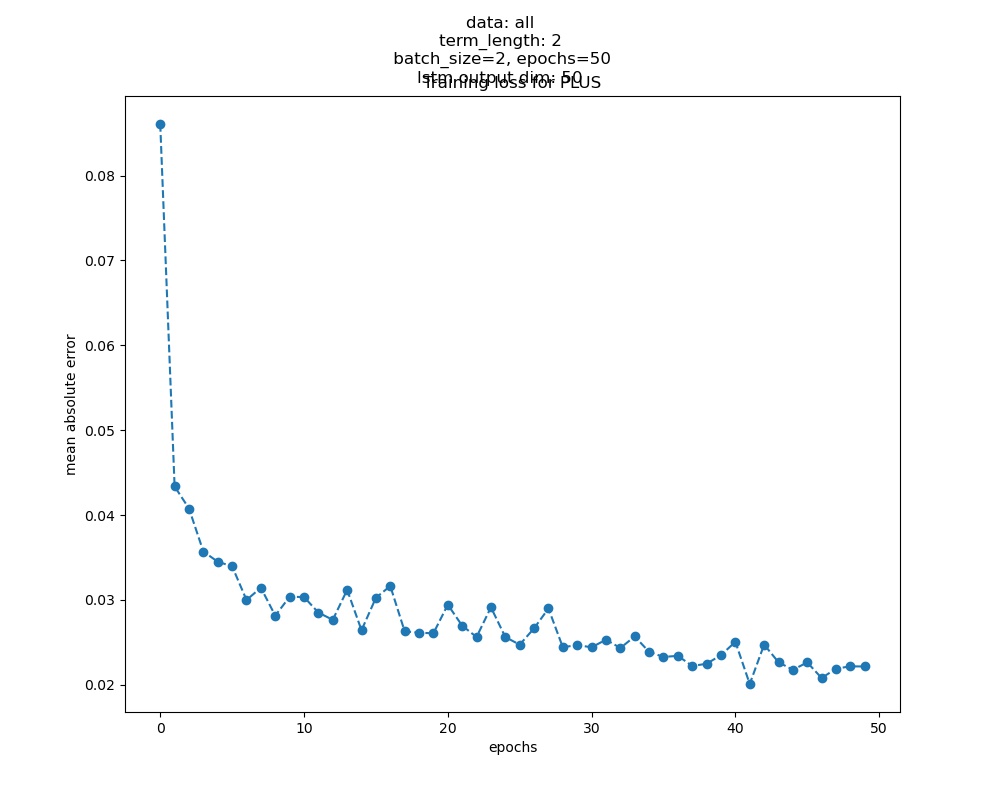 data: all
term_length: 2
batch_size=2, epochs=50
lstm output dim: 50
Training loss for PLUS
0.08
0.07
0.06
0.05
0.04
0.03
0.02
mean absolute error
0 10 20 30 40 50
epochs